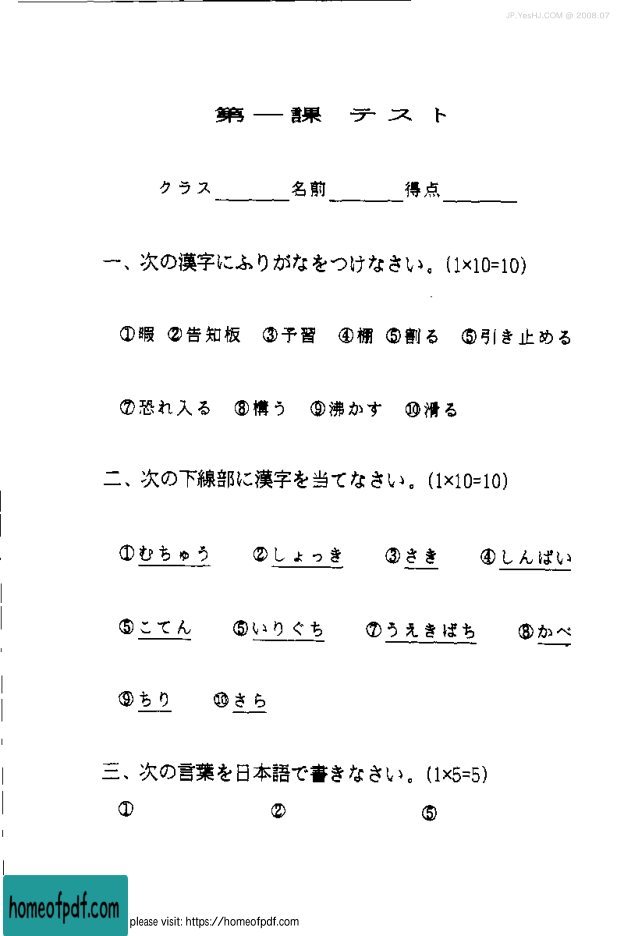 JP.YesHJ.COM @ 2008.07
第一課 テスト
クラス______名前______得点______
一、次の漢字にふりがなをつけなさい。(1×10=10)
①暇 ②告知板 ③予習 ④棚 ⑤割る ⑤引き止める
⑦恐れ入る ⑧構う ⑨沸かす ⑩滑る
二、次の下線部に漢字を当てなさい。(1×10=10)
①むちゅう ②しょっき ③さき ④しんぱい
⑤こてん ⑤いりぐち ⑦うえきばち ⑧かべ
⑨ちり ⑩さら
三、次の言葉を日本語で書きなさい。(1×5=5)
① ② ⑤
homeofpdf.com please visit: https://homeofpdf.com